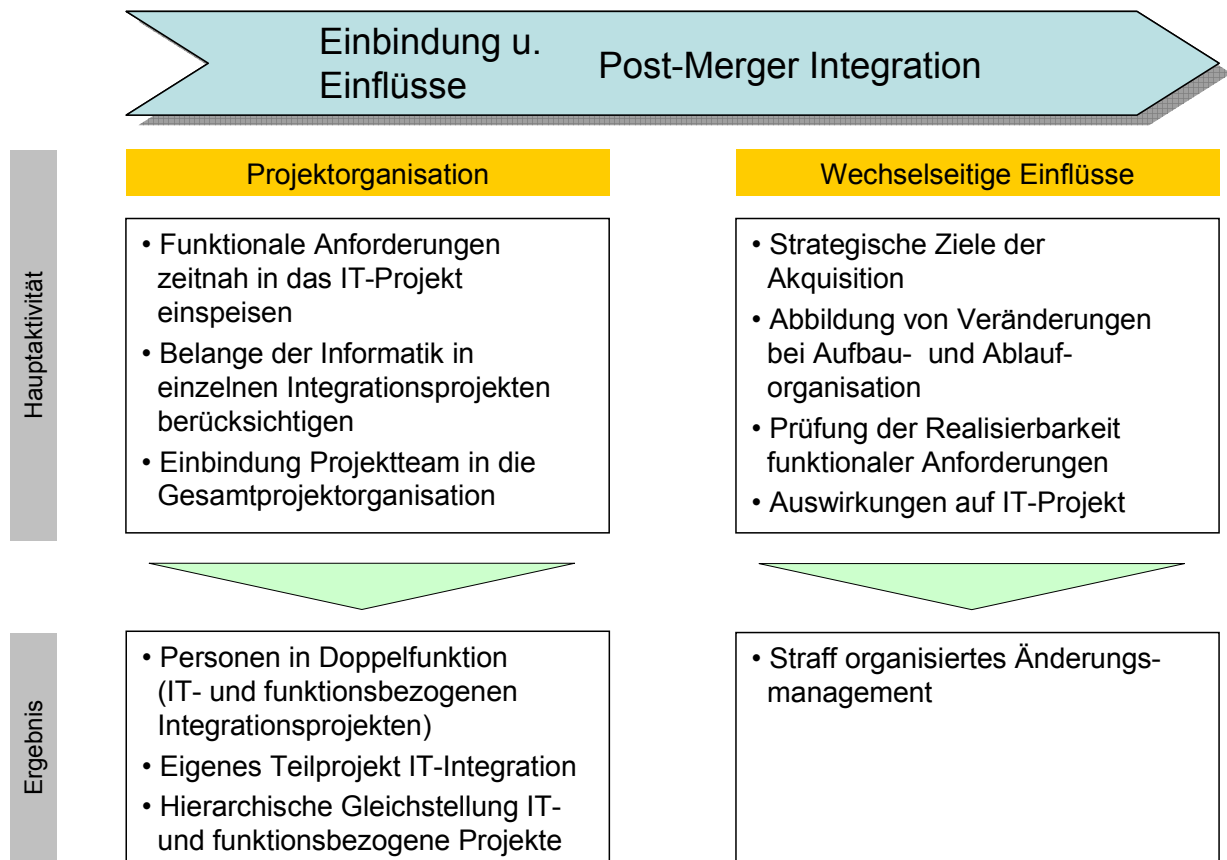 Einbindung u.
Einflüsse
Post-Merger Integration
Hauptaktivität
Projektorganisation
• Funktionale Anforderungen
zeitnah in das IT-Projekt
einspeisen
• Belange der Informatik in
einzelnen Integrationsprojekten
berücksichtigen
• Einbindung Projektteam in die
Gesamtprojektorganisation
Wechselseitige Einflüsse
• Strategische Ziele der
Akquisition
• Abbildung von Veränderungen
bei Aufbau- und Ablauf-
organisation
• Prüfung der Realisierbarkeit
funktionaler Anforderungen
• Auswirkungen auf IT-Projekt
Ergebnis
• Personen in Doppelfunktion
(IT- und funktionsbezogenen
Integrationsprojekten)
• Eigenes Teilprojekt IT-Integration
• Hierarchische Gleichstellung IT-
und funktionsbezogene Projekte
• Straff organisiertes Änderungs-
management